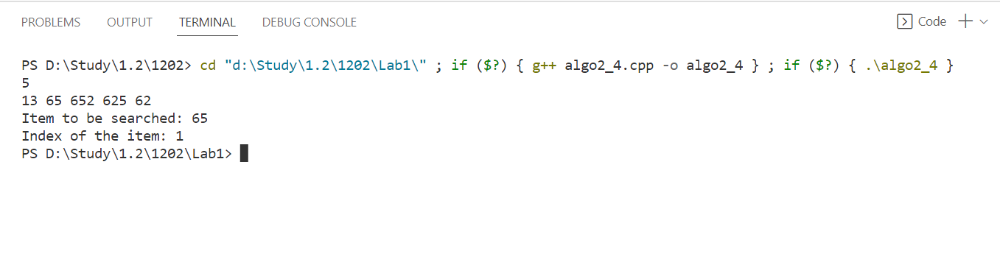 PROBLEMS OUTPUT TERMINAL DEBUG CONSOLE Code
PS D:\Study\1.2\1202> cd "d:\Study\1.2\1202\Lab1\" ; if ($?) { g++ algo2_4.cpp -o algo2_4 } ; if ($?) { .\algo2_4 }
5
13 65 652 625 62
Item to be searched: 65
Index of the item: 1
PS D:\Study\1.2\1202\Lab1>